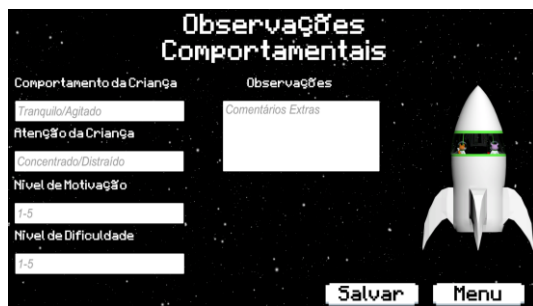 Observações
Comportamentais
Comportamento da Criança
Tranquilo/Agitado
Atenção da Criança
Concentrado/Distraído
Nível de Motivação
1-5
Nível de Dificuldade
1-5
Observações
Comentários Extras
Salvar
Menu